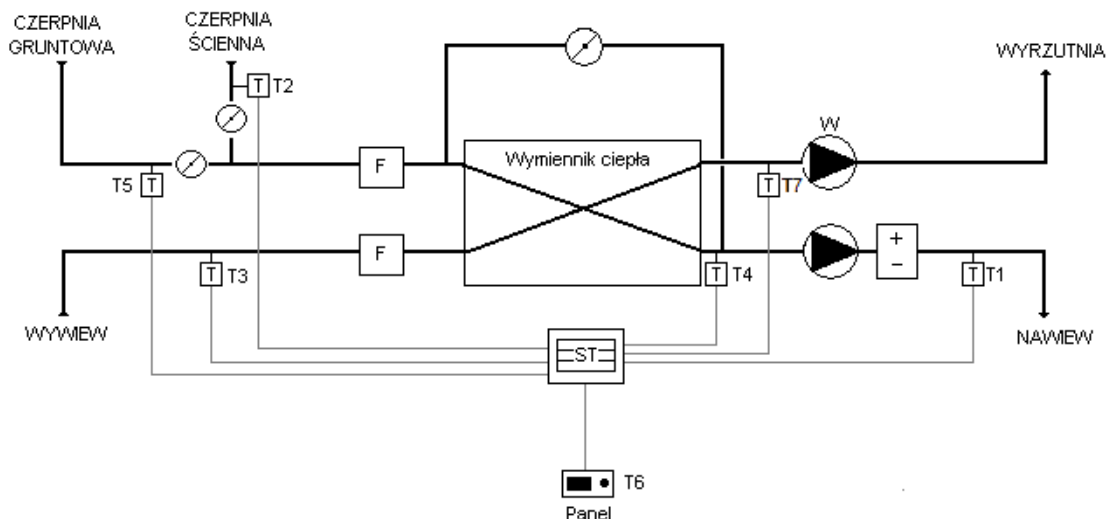 CZERPNIA
GRUNTOWA
CZERPNIA
ŚCIENNA
WYRZUTNIA
T T2
W
F
Wymiennik ciepła
T5 T
T T7
F
+
−
T T3
T T4
T T1
WYWIEW
NAWIEW
ST
T6
Panel